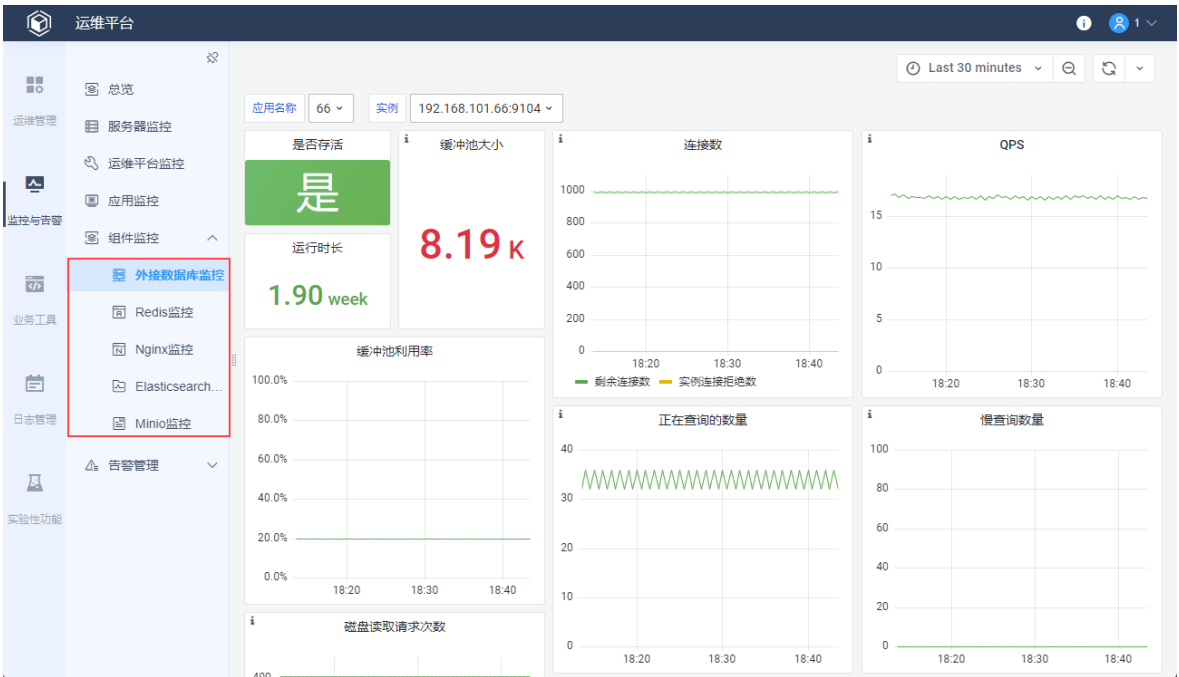 运维平台
1
运维管理
监控与告警
业务工具
日志管理
实验性功能
总览
服务器监控
运维平台监控
应用监控
组件监控
外接数据库监控
Redis监控
Nginx监控
Elasticsearch...
Minio监控
告警管理
Last 30 minutes
应用名称 66 实例 192.168.101.66:9104
是否存活
是
运行时长
1.90 week
缓冲池大小
8.19 K
连接数
1000
800
600
400
200
0
18:20 18:30 18:40
剩余连接数 实例连接拒绝数
QPS
15
10
5
0
18:20 18:30 18:40
缓冲池利用率
100.0%
80.0%
60.0%
40.0%
20.0%
0.0%
18:20 18:30 18:40
正在查询的数量
40
30
20
10
0
18:20 18:30 18:40
慢查询数量
100
80
60
40
20
0
18:20 18:30 18:40
磁盘读取请求次数
400